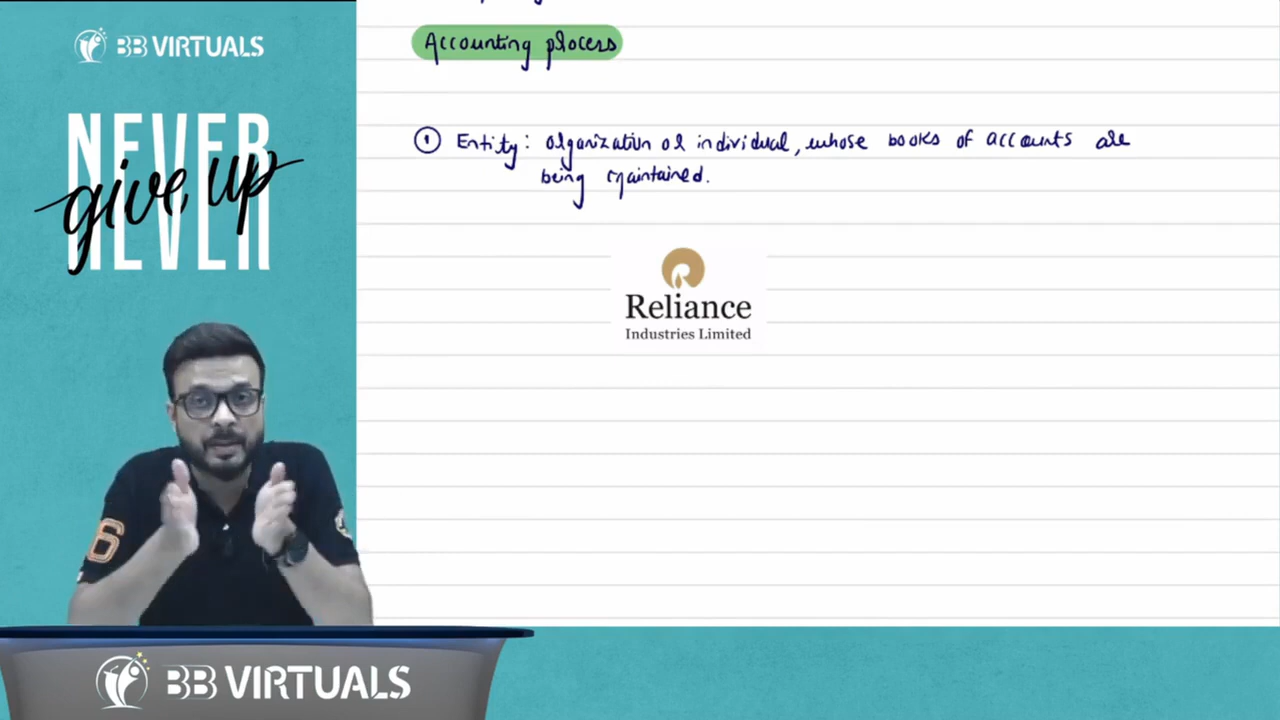 BB VIRTUALS
NEVER
give up
NEVER
Accounting process
1 Entity: organization or individual, whose books of accounts are
being maintained.
Reliance
Industries Limited
6
BB VIRTUALS